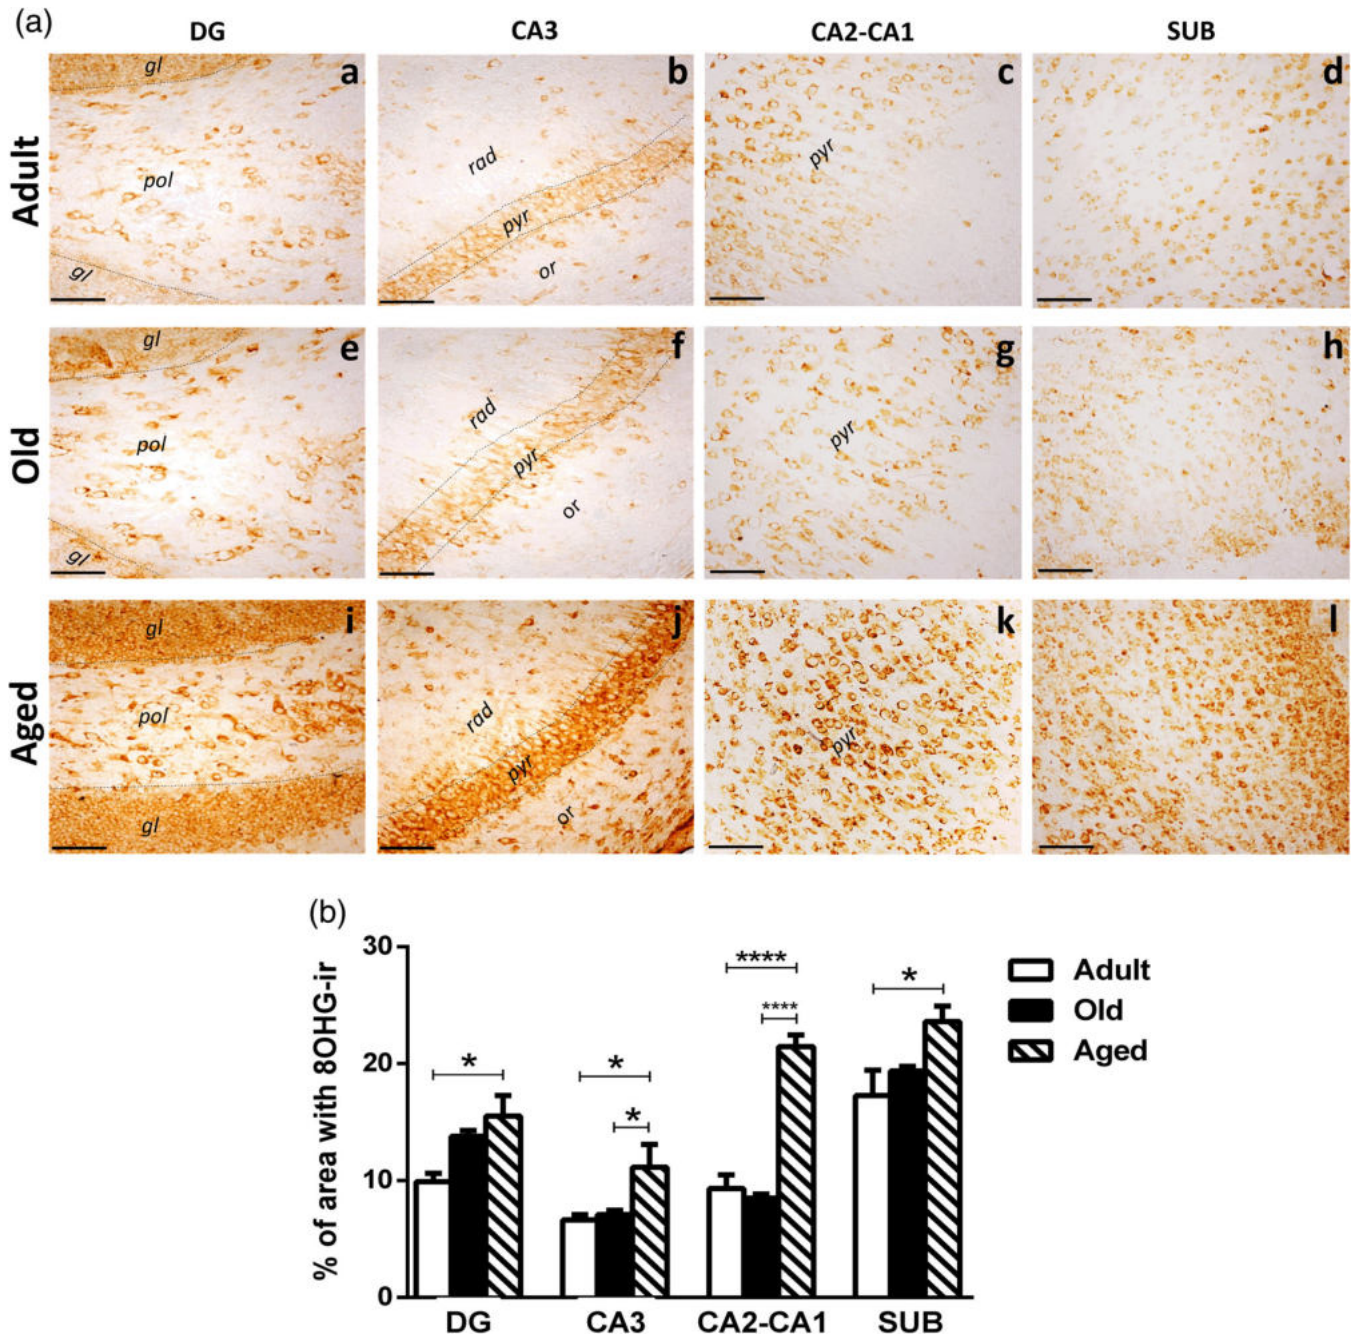 (a)
DG CA3 CA2-CA1 SUB
Adult
gl a
pol
gl
b
rad
pyr
or
c
pyr
d
Old
gl e
pol
gl
f
rad
pyr
or
g
pyr
h
Aged
gl i
pol
gl
j
rad
pyr
or
k
pyr
l
(b)
% of area with 8OHG-ir
30
20
10
0
* * * **** **** *
DG CA3 CA2-CA1 SUB
Adult
Old
Aged